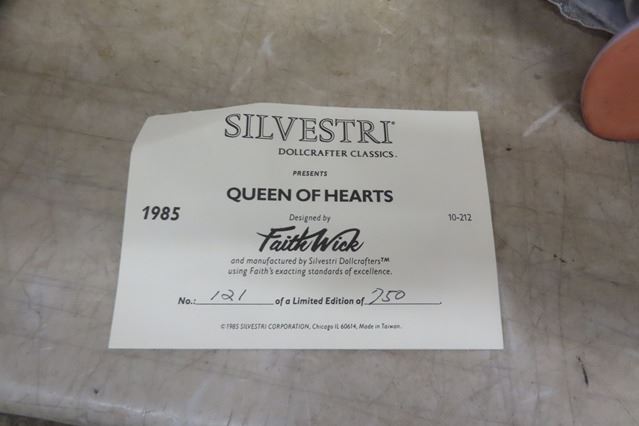 SILVESTRI®
DOLLCRAFTER CLASSICS™
PRESENTS
QUEEN OF HEARTS
1985
10-212
Designed by
Faith Wick
and manufactured by Silvestri Dollcrafters™
using Faith's exacting standards of excellence.
No.: 121 of a Limited Edition of 750.
© 1985 SILVESTRI CORPORATION, Chicago IL 60614, Made in Taiwan.